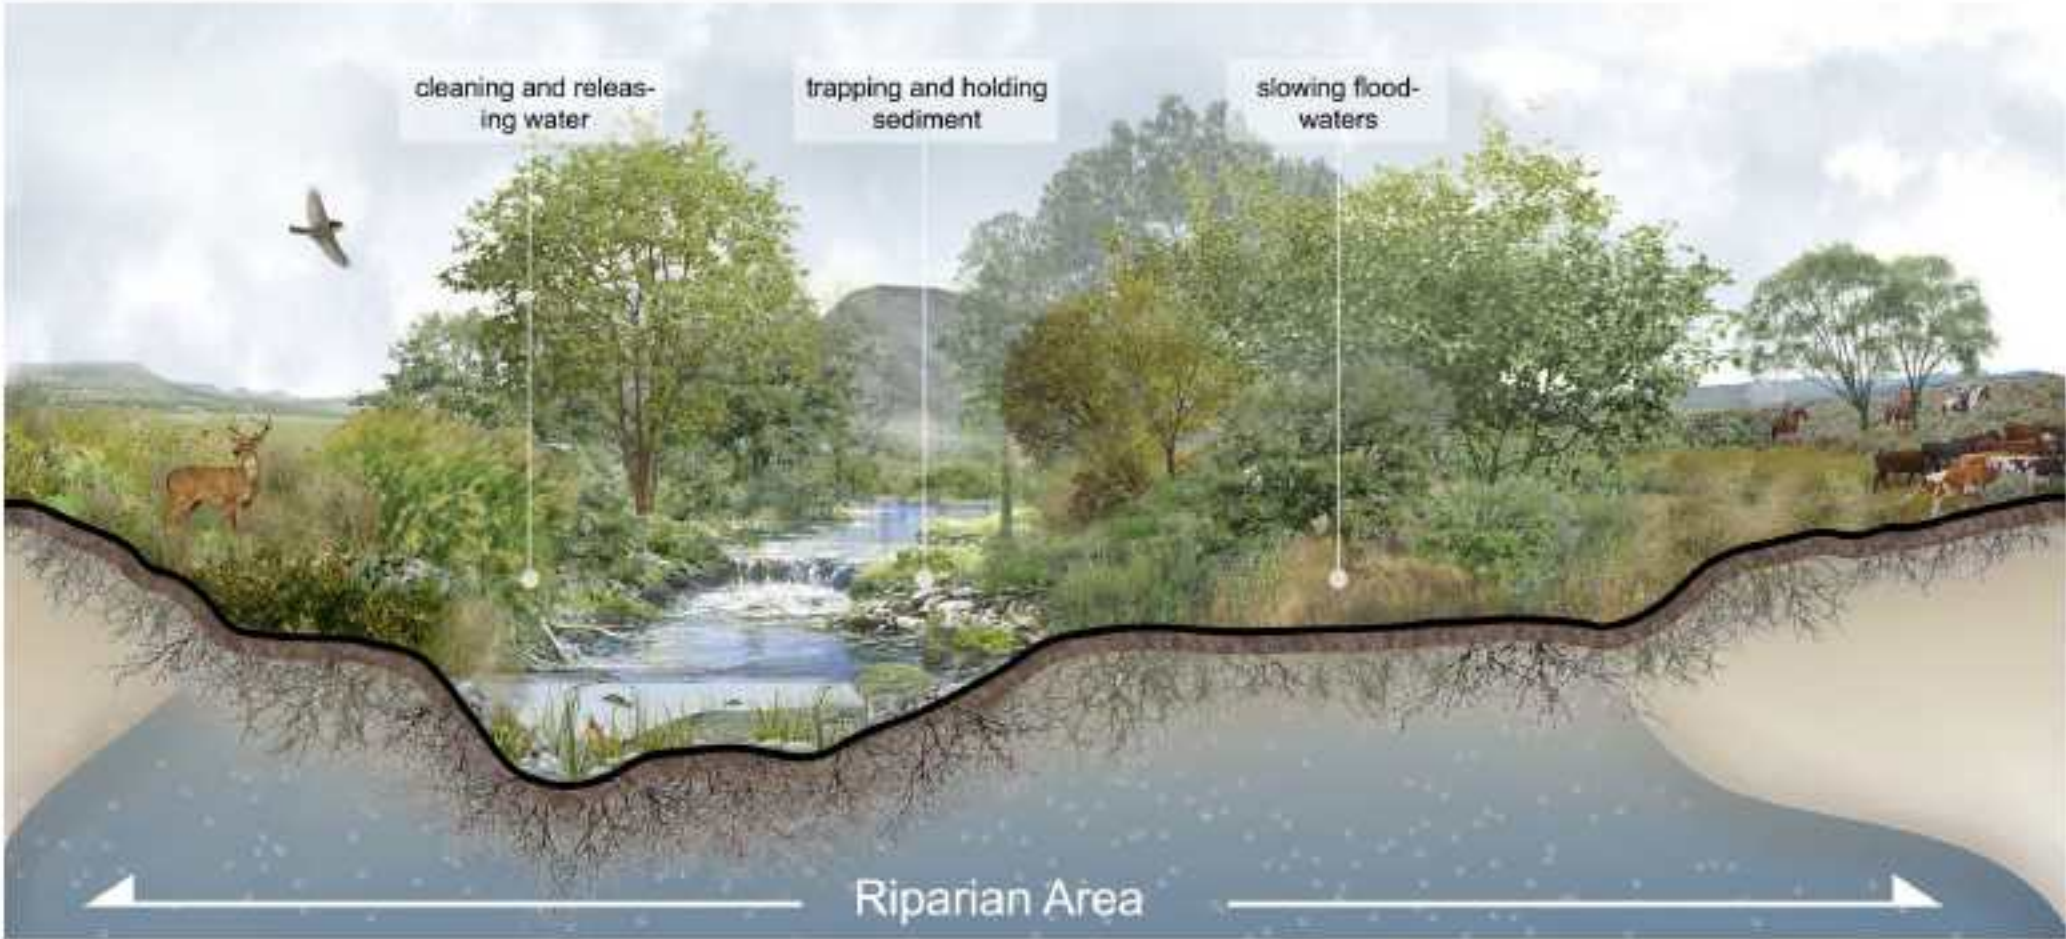 cleaning and releas-
ing water
trapping and holding
sediment
slowing flood-
waters
Riparian Area